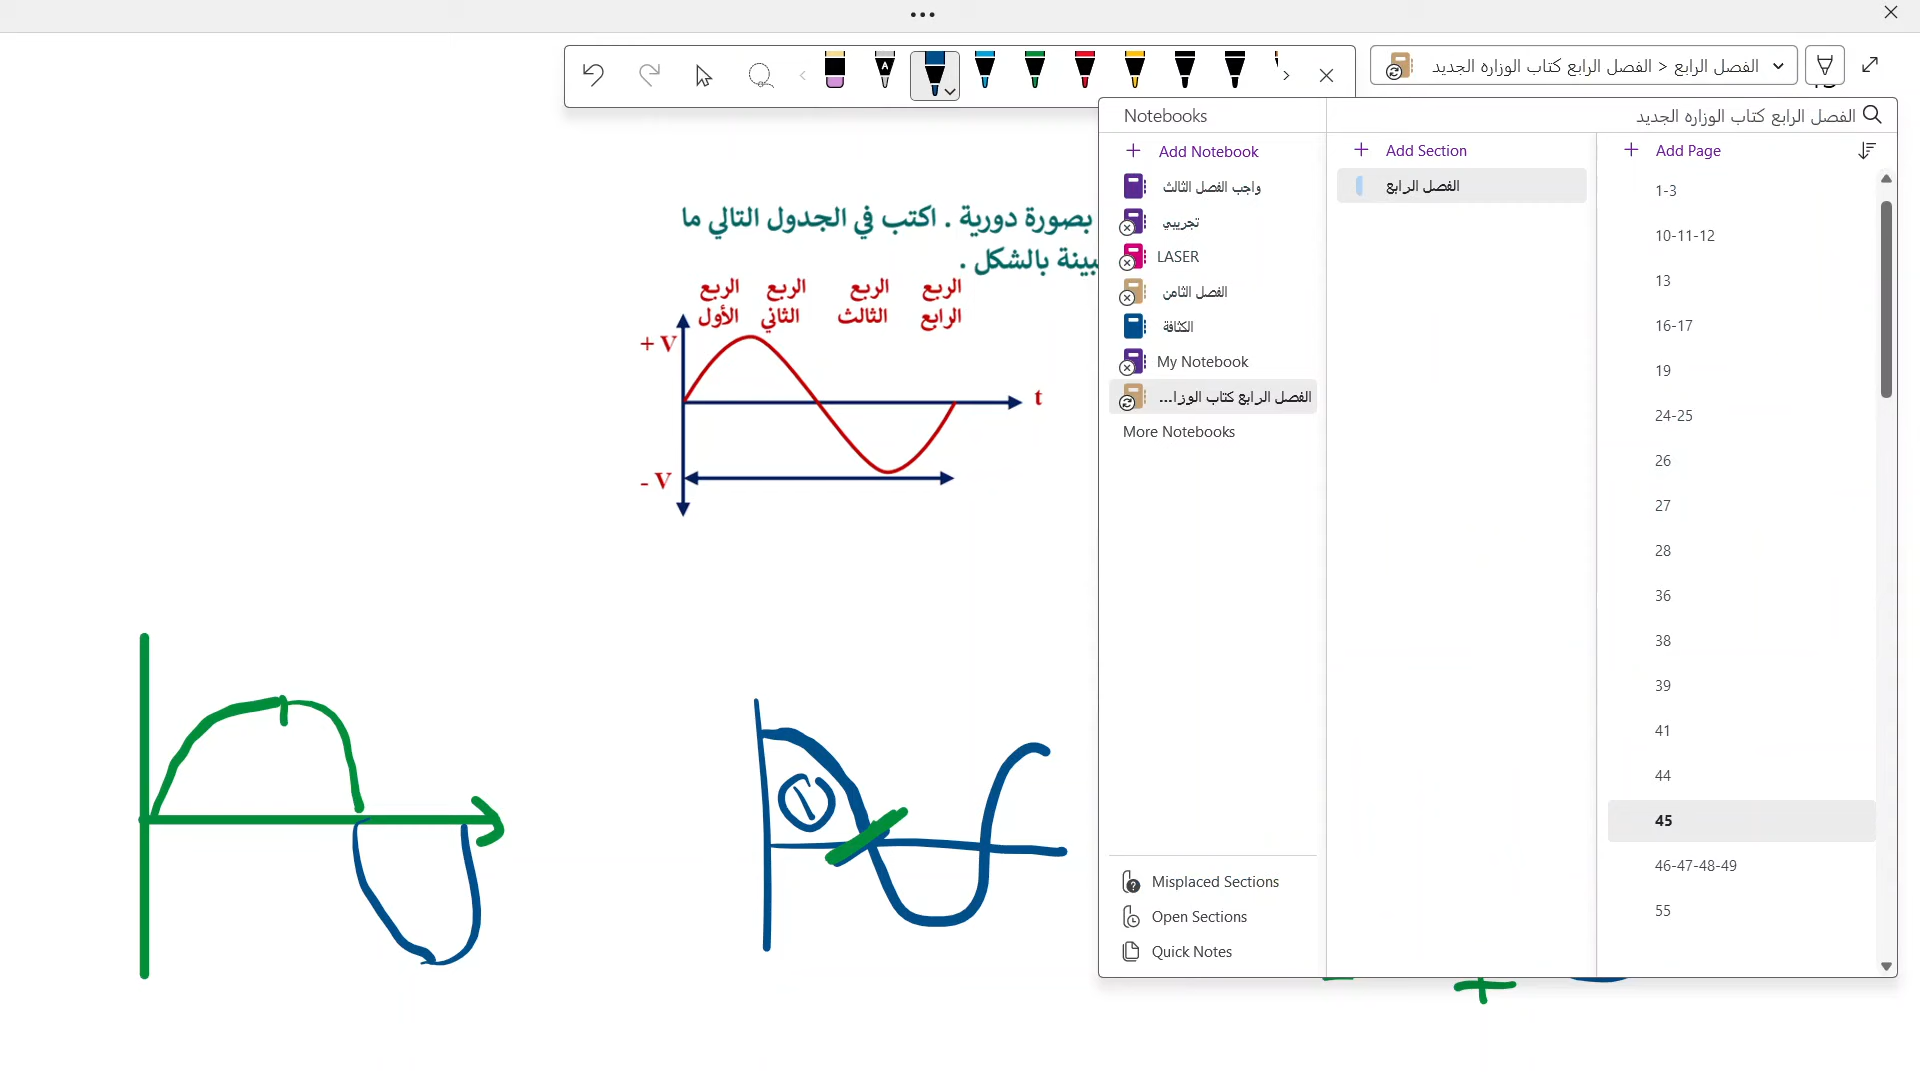 الفصل الرابع كتاب الوزاره الجديد > الفصل الرابع
Notebooks
الفصل الرابع كتاب الوزاره الجديد
Add Notebook
Add Section
Add Page
واجب الفصل الثالث
تجريبي
LASER
الفصل الثامن
الكثافة
My Notebook
الفصل الرابع كتاب الوزا...
More Notebooks
Misplaced Sections
Open Sections
Quick Notes
الفصل الرابع
1-3
10-11-12
13
16-17
19
24-25
26
27
28
36
38
39
41
44
45
46-47-48-49
55
بصورة دورية . اكتب في الجدول التالي ما
بالشكل .
الربع الأول
الربع الثاني
الربع الثالث
الربع الرابع
+ V
t
- V
1